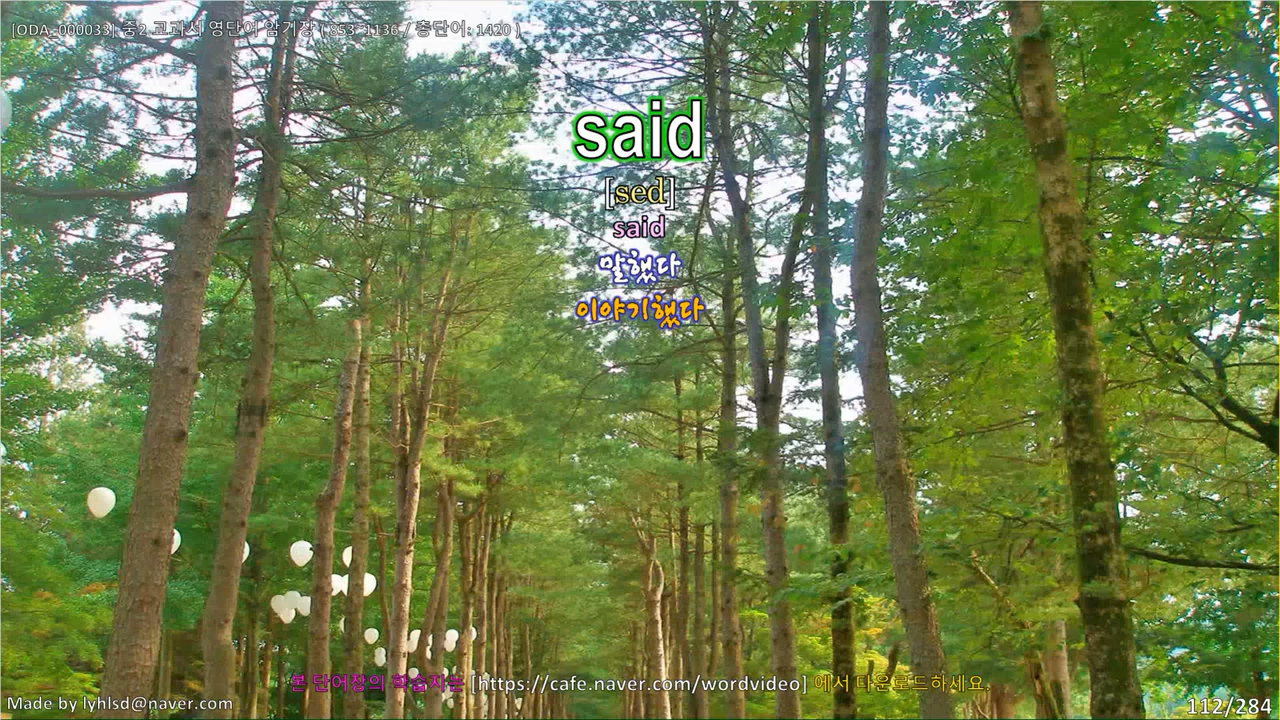 [ODA_000033] 중2 교과서 영단어 암기장 ( 853~1136 / 총단어: 1420 )
said
[sed]
said
말했다
이야기했다
본 단어장의 학습지는 [https://cafe.naver.com/wordvideo] 에서 다운로드하세요.
Made by lyhlsd@naver.com
112/284